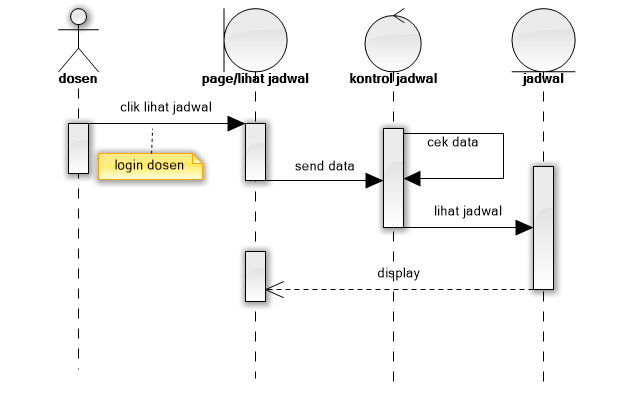 dosen
page/lihat jadwal
kontrol jadwal
jadwal
clik lihat jadwal
login dosen
cek data
send data
lihat jadwal
display